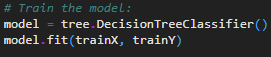 # Train the model:
model = tree.DecisionTreeClassifier()
model.fit(trainX, trainY)